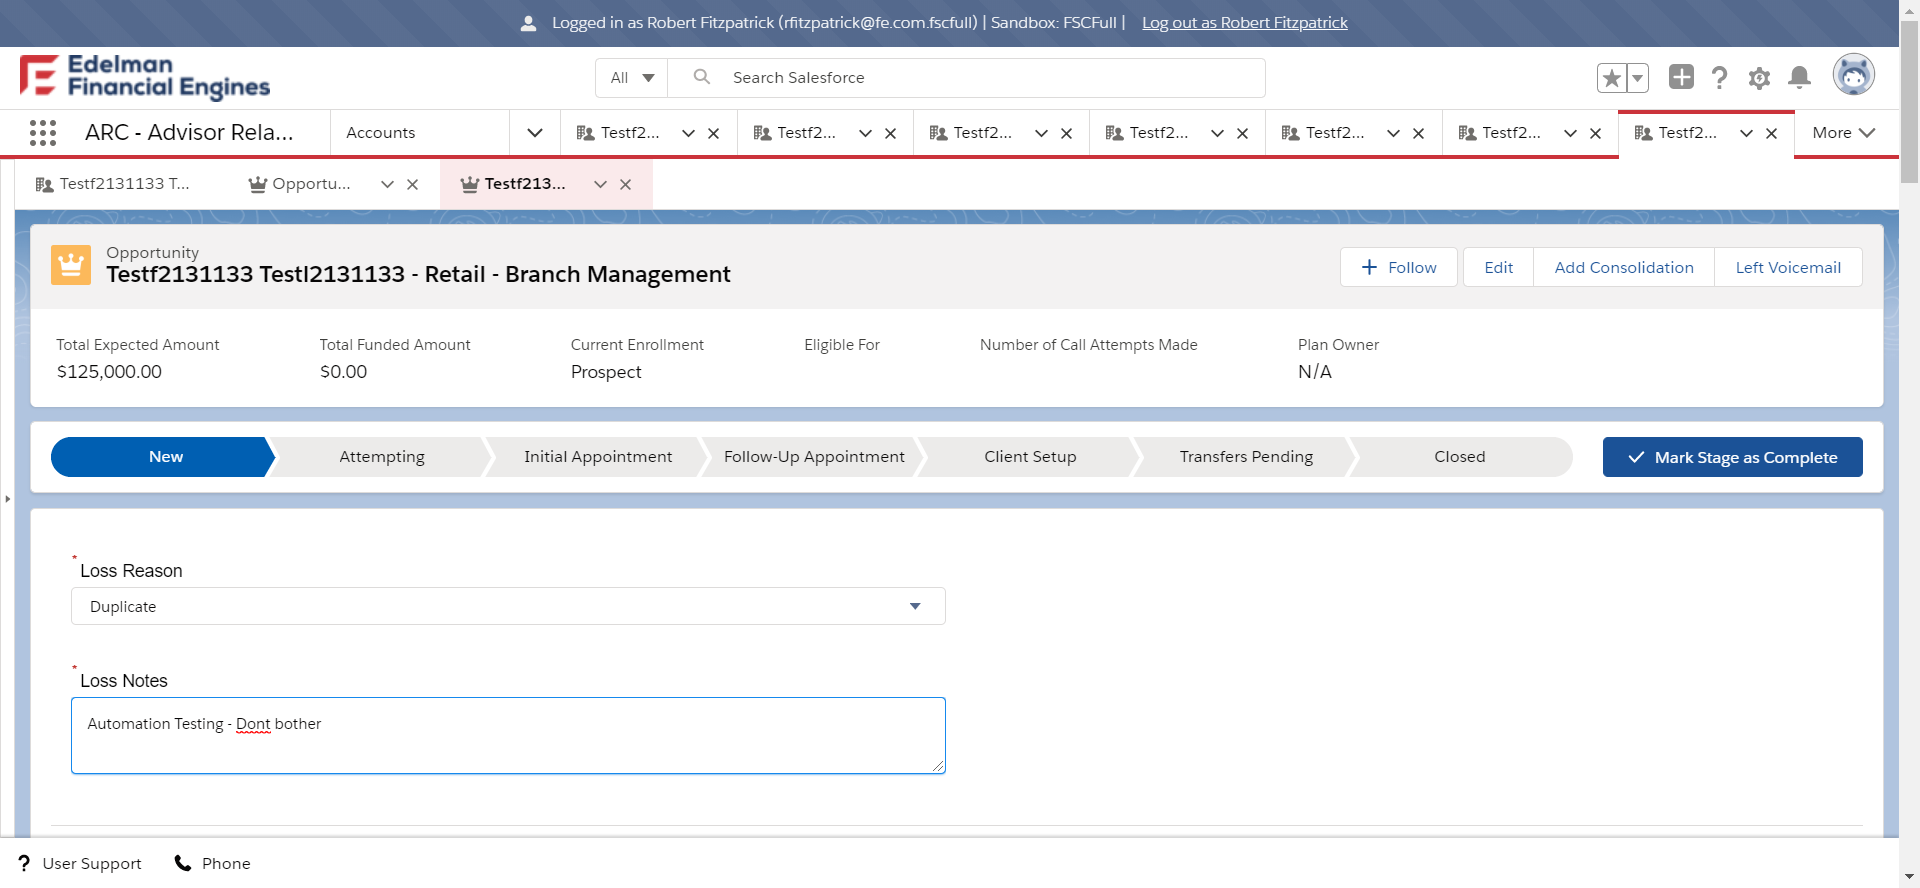 Logged in as Robert Fitzpatrick (rfitzpatrick@fe.com.fscfull) | Sandbox: FSCFull | Log out as Robert Fitzpatrick
Edelman
Financial Engines
All
Search Salesforce
ARC - Advisor Rela...
Accounts
Testf2...
Testf2...
Testf2...
Testf2...
Testf2...
Testf2...
Testf2...
More
Testf2131133 T...
Opportu...
Testf213...
Opportunity
Testf2131133 Testl2131133 - Retail - Branch Management
Follow
Edit
Add Consolidation
Left Voicemail
Total Expected Amount
$125,000.00
Total Funded Amount
$0.00
Current Enrollment
Prospect
Eligible For
Number of Call Attempts Made
Plan Owner
N/A
New
Attempting
Initial Appointment
Follow-Up Appointment
Client Setup
Transfers Pending
Closed
Mark Stage as Complete
* Loss Reason
Duplicate
* Loss Notes
Automation Testing - Dont bother
? User Support
Phone